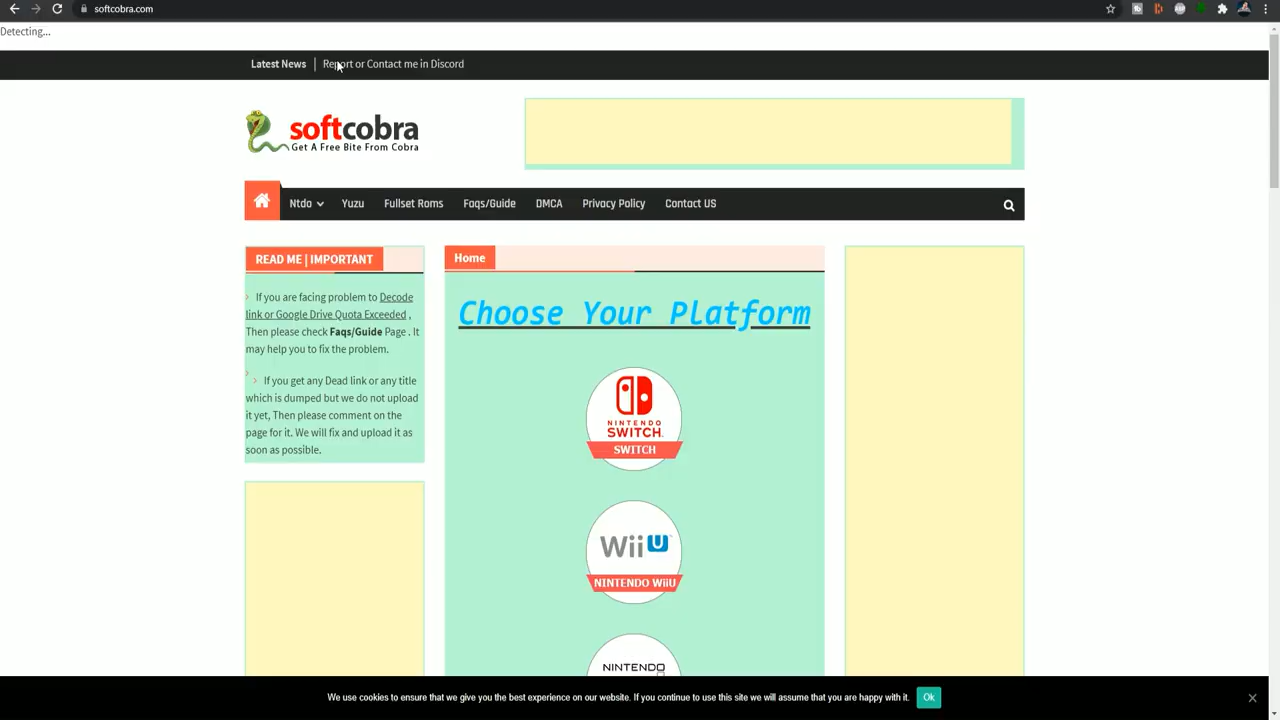 softcobra.com
Detecting...
Latest News
Report or Contact me in Discord
softcobra
Get A Free Bite From Cobra
Ntdo
Yuzu
Fullset Roms
Faqs/Guide
DMCA
Privacy Policy
Contact US
READ ME | IMPORTANT
If you are facing problem to Decode
link or Google Drive Quota Exceeded ,
Then please check Faqs/Guide Page . It
may help you to fix the problem.
If you get any Dead link or any title
which is dumped but we do not upload
it yet, Then please comment on the
page for it. We will fix and upload it as
soon as possible.
Home
Choose Your Platform
NINTENDO
SWITCH
SWITCH
Wii U
NINTENDO WiiU
NINTENDO
We use cookies to ensure that we give you the best experience on our website. If you continue to use this site we will assume that you are happy with it.
Ok